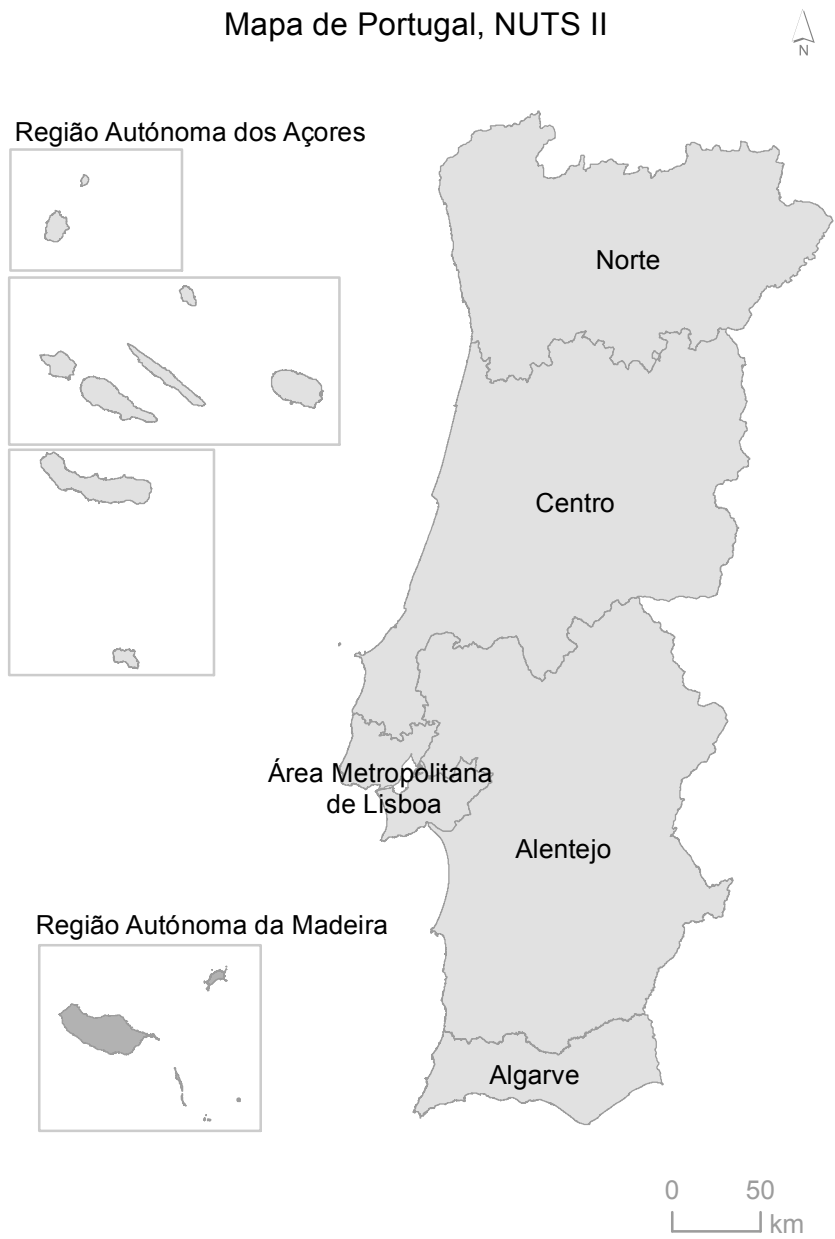 Mapa de Portugal, NUTS II
N
Região Autónoma dos Açores
Norte
Centro
Área Metropolitana
de Lisboa
Alentejo
Região Autónoma da Madeira
Algarve
0 50
km